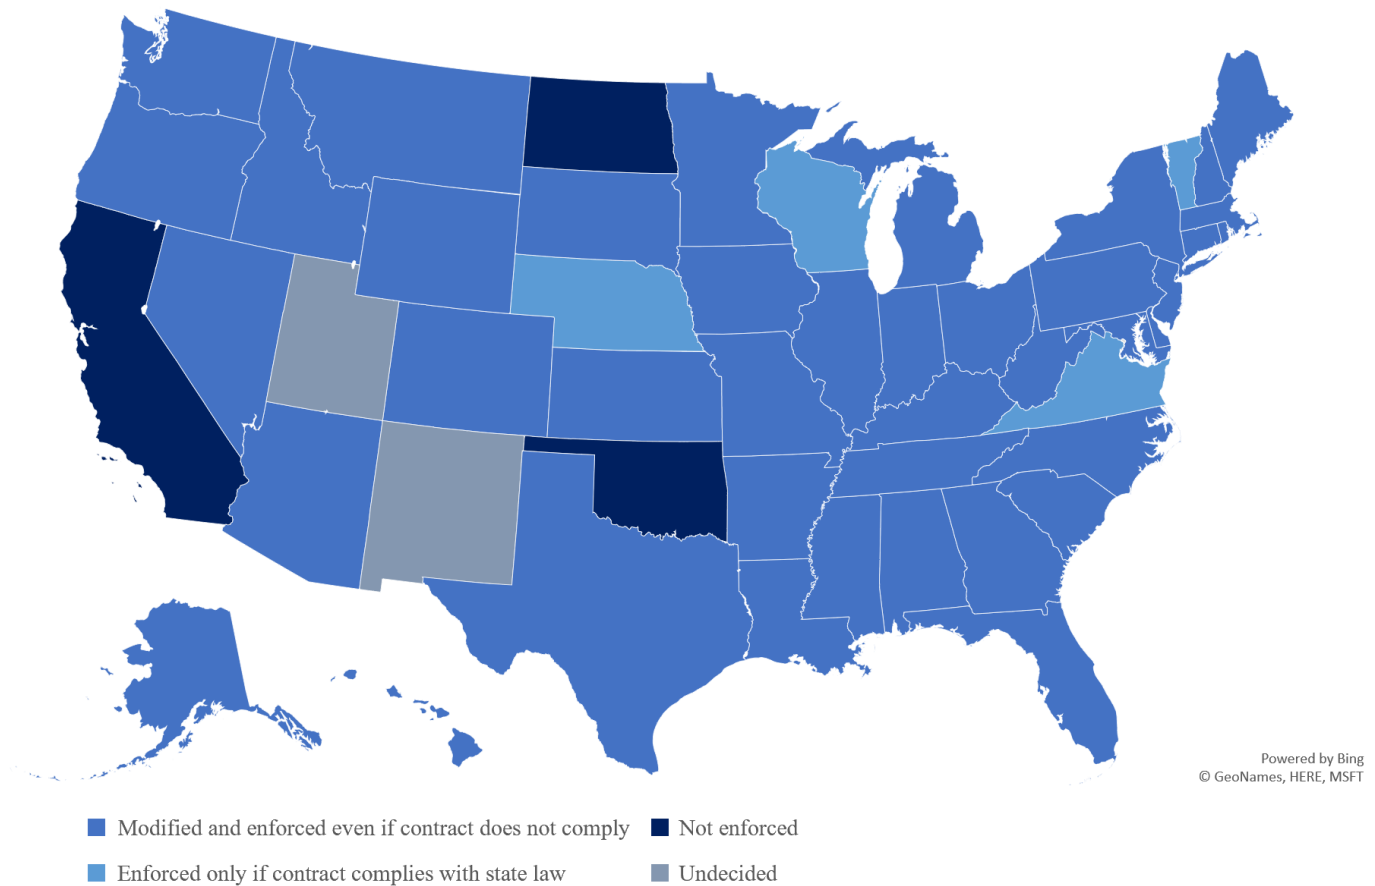 Powered by Bing
© GeoNames, HERE, MSFT
Modified and enforced even if contract does not comply
Not enforced
Enforced only if contract complies with state law
Undecided